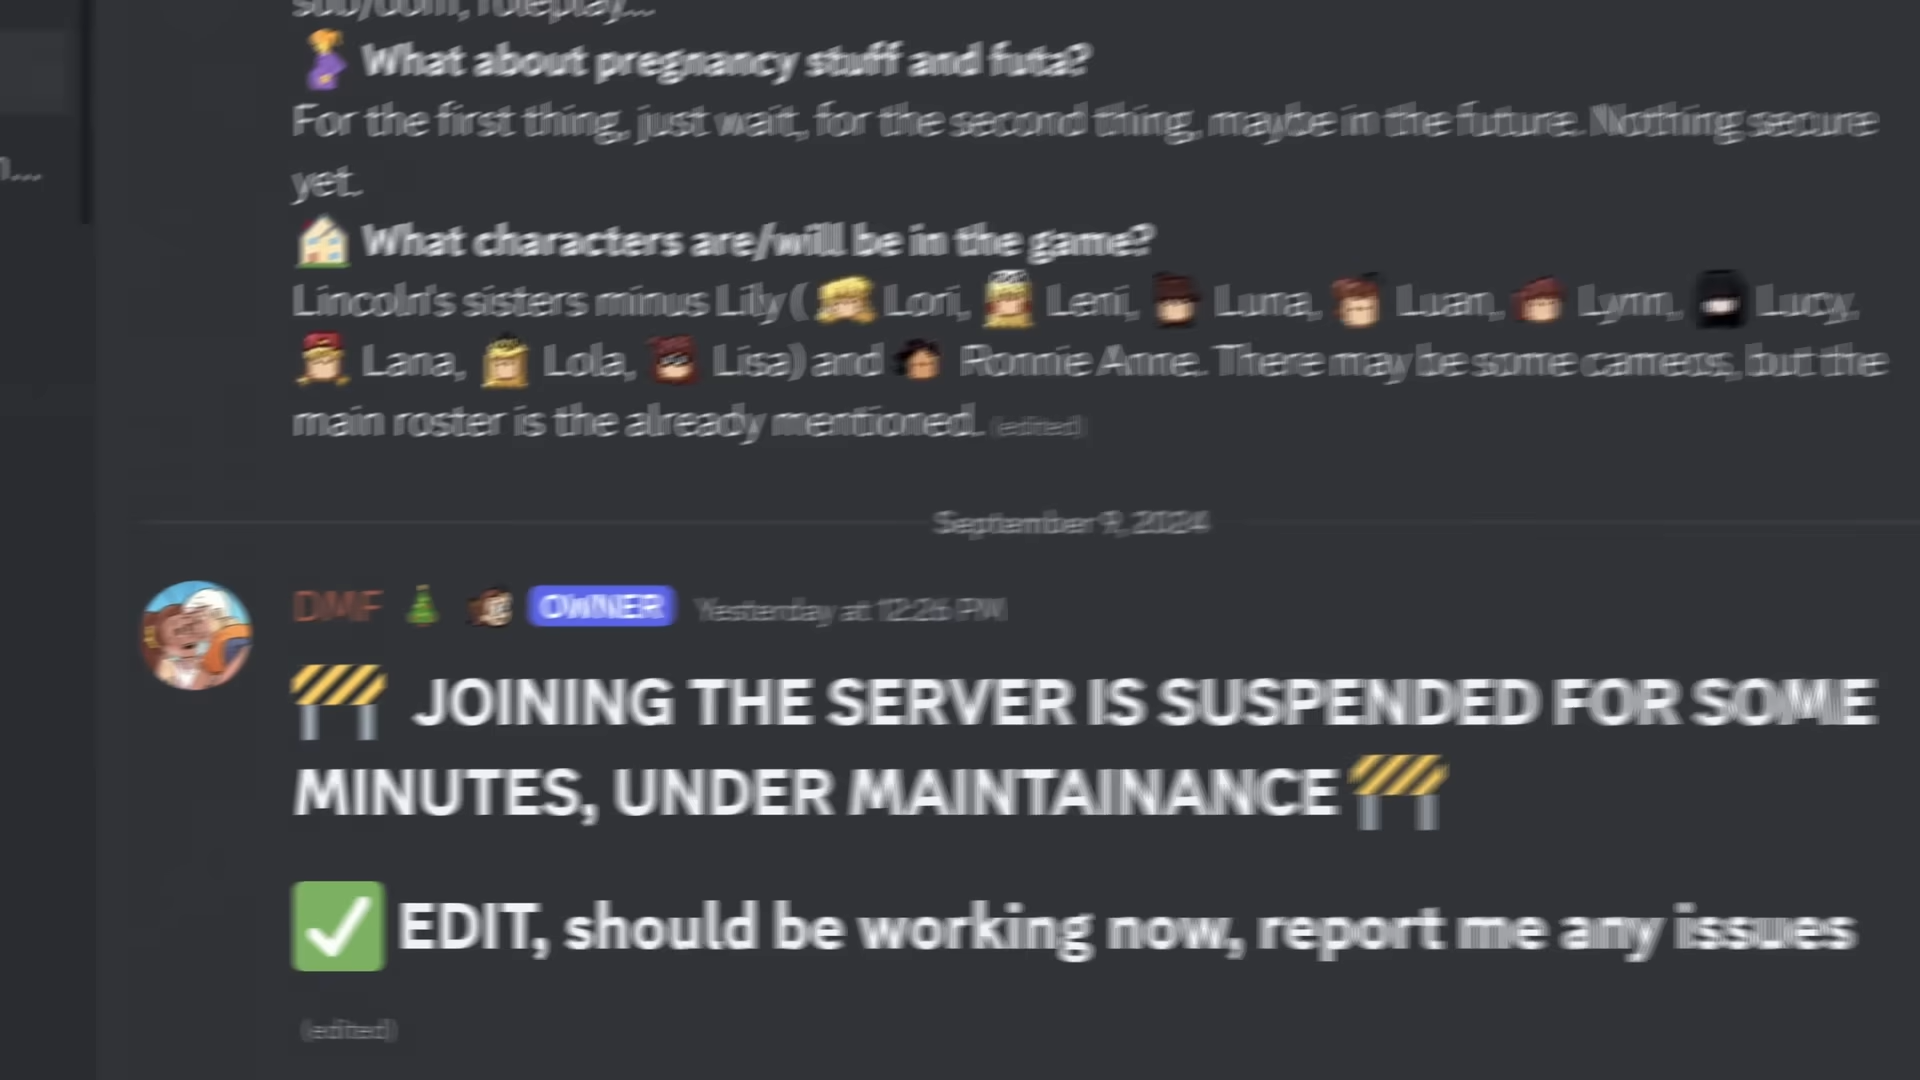 sub/dom, roleplay...
What about pregnancy stuff and futa?
For the first thing, just wait, for the second thing, maybe in the future. Nothing secure
yet.
What characters are/will be in the game?
Lincoln's sisters minus Lily ( Lori, Leni, Luna, Luan, Lynn, Lucy,
Lana, Lola, Lisa) and Ronnie Anne. There may be some cameos, but the
main roster is the already mentioned. (edited)
September 9, 2024
DMF OWNER Yesterday at 12:26 PM
JOINING THE SERVER IS SUSPENDED FOR SOME
MINUTES, UNDER MAINTAINANCE
EDIT, should be working now, report me any issues
(edited)